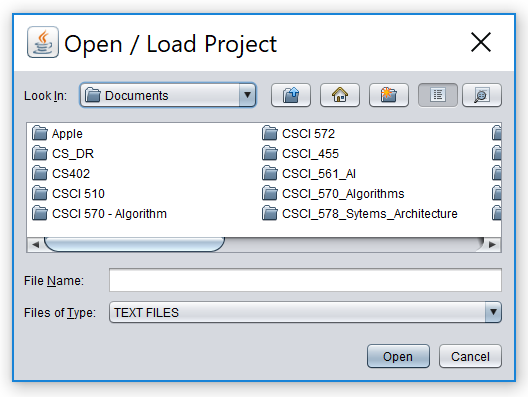 Open / Load Project
Look In: Documents
Apple
CS_DR
CS402
CSCI 510
CSCI 570 - Algorithm
CSCI 572
CSCI_455
CSCI_561_AI
CSCI_570_Algorithms
CSCI_578_Sytems_Architecture
File Name:
Files of Type: TEXT FILES
Open Cancel